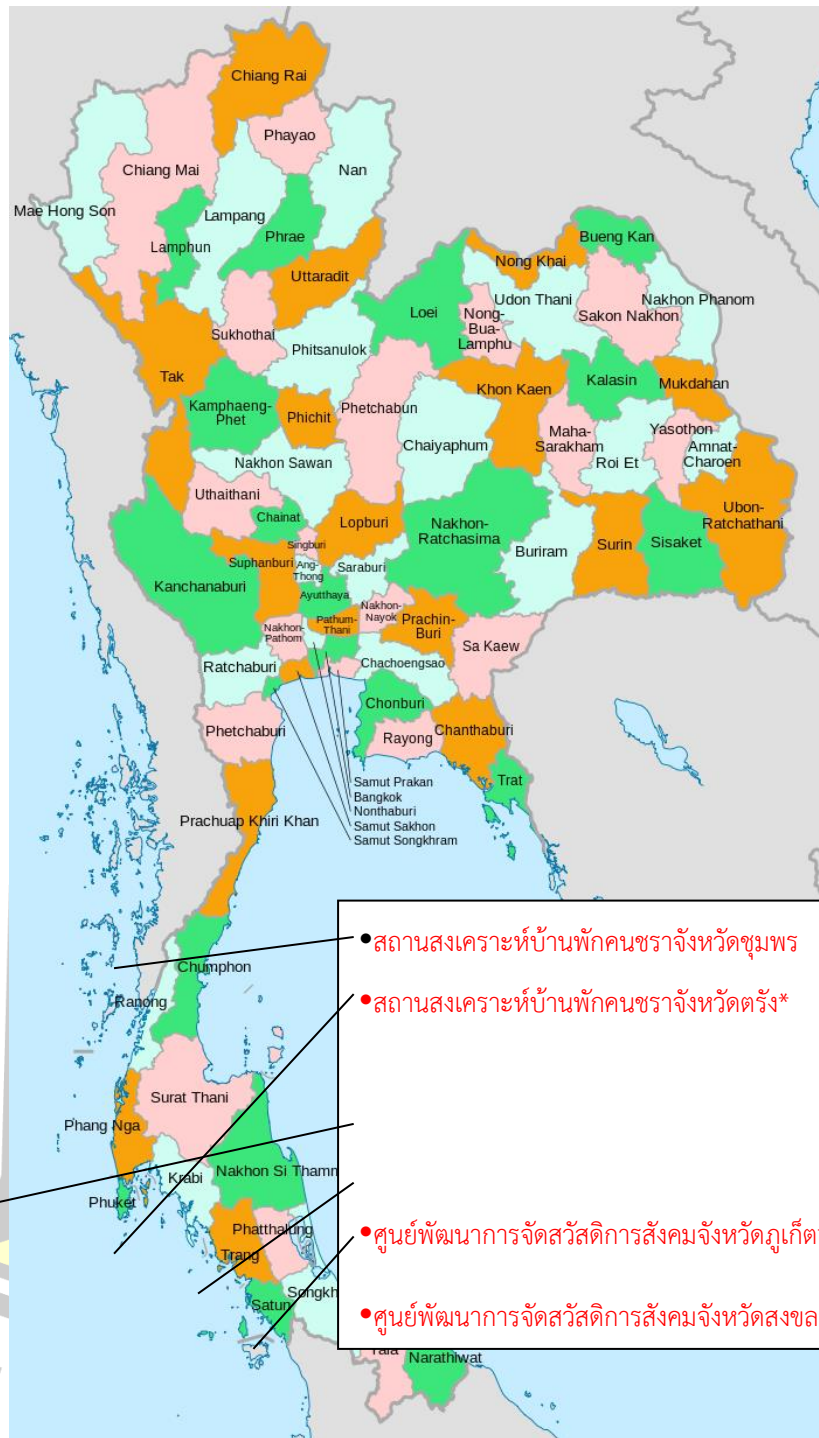 Chiang Rai
Phayao
Nan
Chiang Mai
Mae Hong Son
Lampang
Lamphun
Phrae
Uttaradit
Bueng Kan
Nong Khai
Loei
Udon Thani
Nakhon Phanom
Nong-
Bua-
Lamphu
Sakon Nakhon
Sukhothai
Phitsanulok
Tak
Kamphaeng-
Phet
Phichit
Phetchabun
Khon Kaen
Kalasin
Mukdahan
Chaiyaphum
Maha-
Sarakham
Roi Et
Yasothon
Amnat-
Charoen
Nakhon Sawan
Uthaithani
Chainat
Lopburi
Nakhon-
Ratchasima
Buriram
Surin
Sisaket
Ubon-
Ratchathani
Singburi
Suphanburi
Ang-
Thong
Saraburi
Kanchanaburi
Ayutthaya
Nakhon-
Nayok
Pathum-
Thani
Prachin-
Buri
Nakhon-
Pathom
Sa Kaew
Ratchaburi
Chachoengsao
Chonburi
Phetchaburi
Rayong
Chanthaburi
Trat
Samut Prakan
Bangkok
Nonthaburi
Samut Sakhon
Samut Songkhram
Prachuap Khiri Khan
•สถานสงเคราะห์บ้านพักคนชราจังหวัดชุมพร
Chumphon
Ranong
•สถานสงเคราะห์บ้านพักคนชราจังหวัดตรัง*
Surat Thani
Phang Nga
Nakhon Si Thamm
Krabi
Phuket
Phatthalung
Trang
•ศูนย์พัฒนาการจัดสวัสดิการสังคมจังหวัดภูเก็ต
Songkh
Satun
•ศูนย์พัฒนาการจัดสวัสดิการสังคมจังหวัดสงขล
Narathiwat